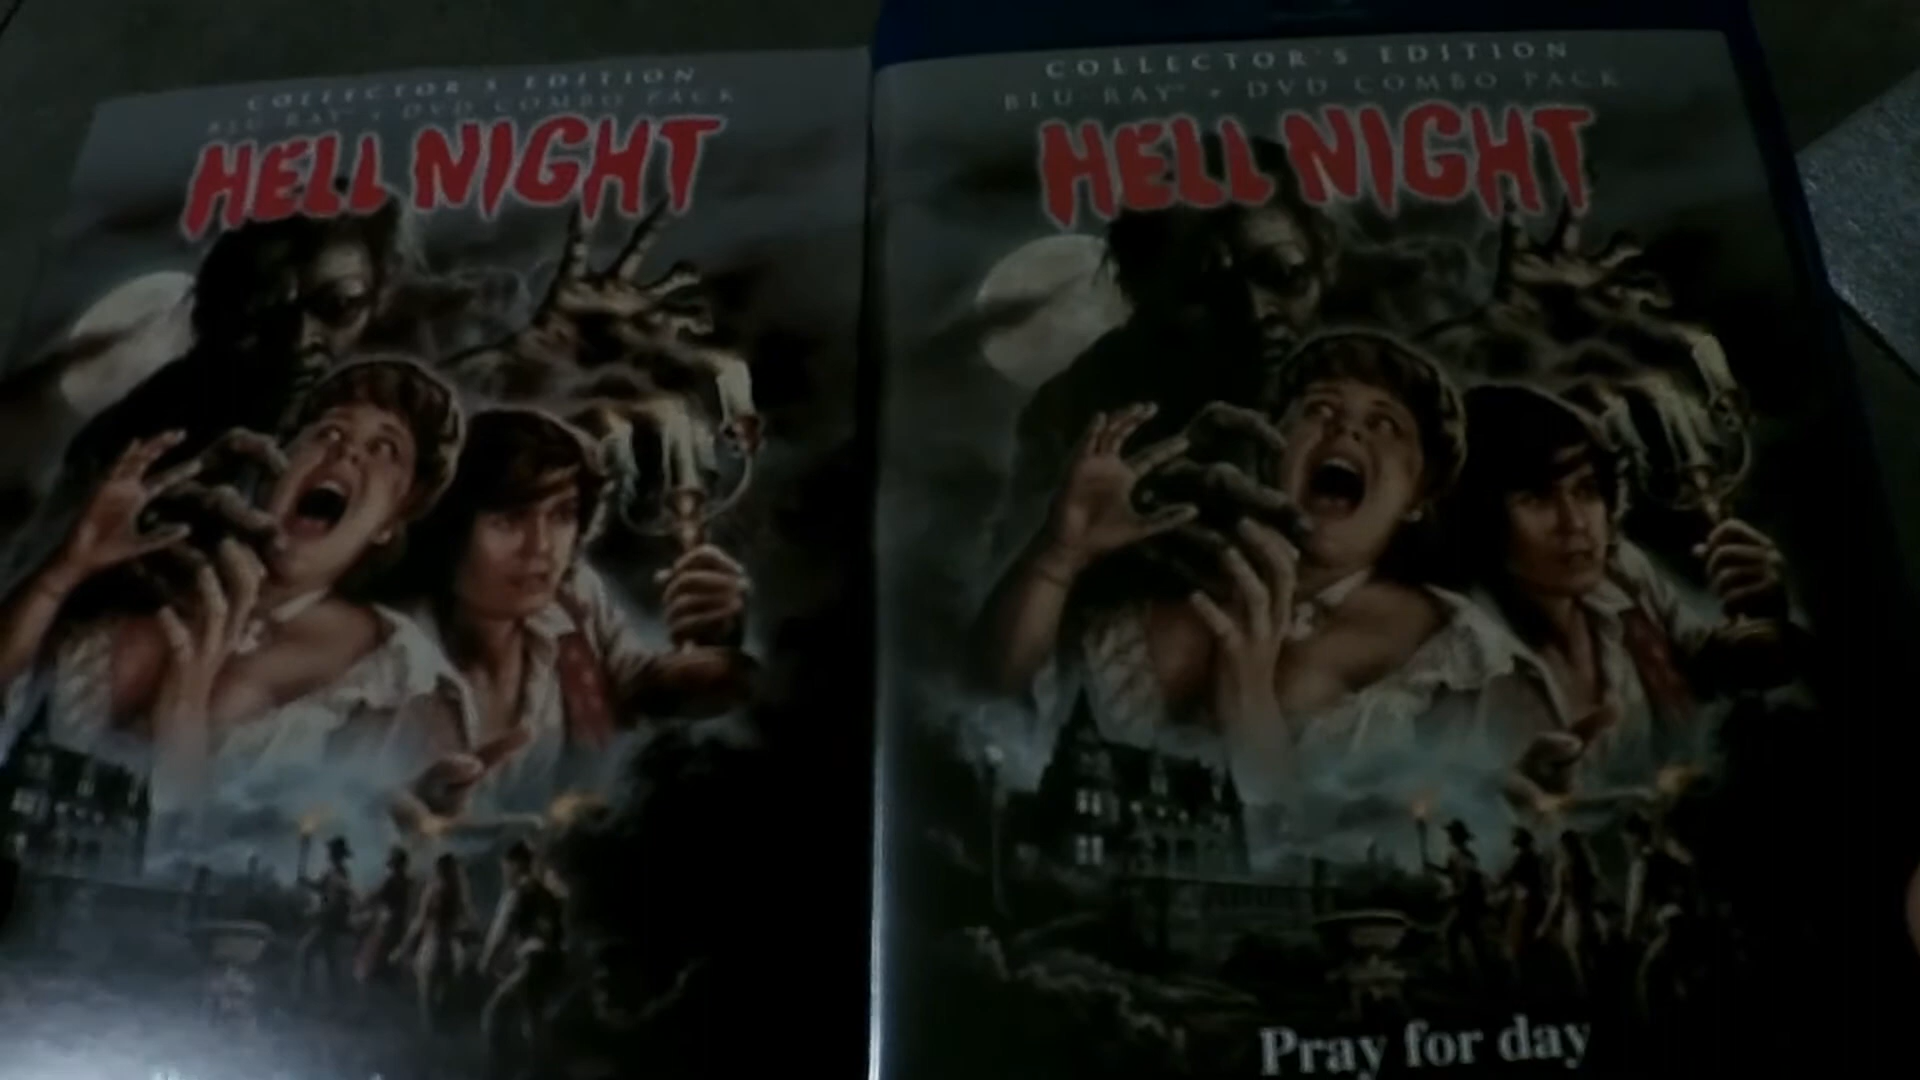 COLLECTOR'S EDITION
BLU-RAY + DVD COMBO PACK
HELL NIGHT
COLLECTOR'S EDITION
BLU-RAY™ + DVD COMBO PACK
HELL NIGHT
Pray for day